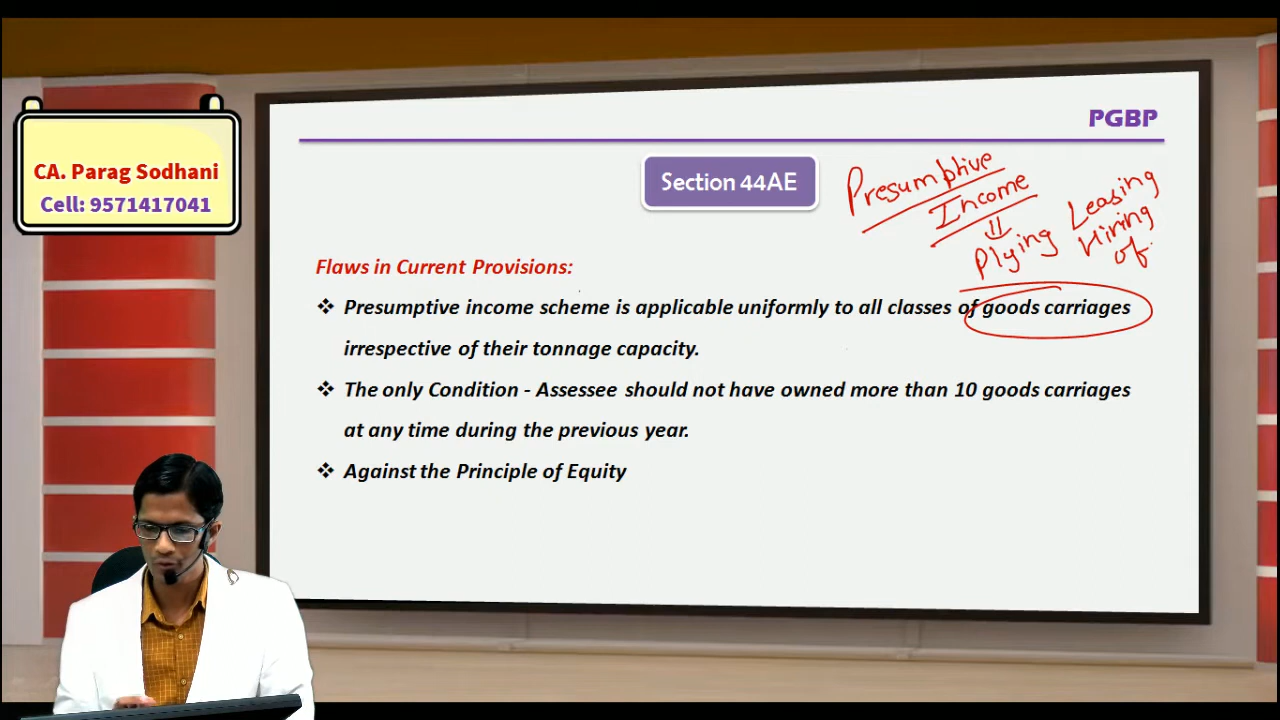 PGBP
CA. Parag Sodhani
Cell: 9571417041
Section 44AE
Presumptive
Income
Plying
Leasing
Hiring
of
Flaws in Current Provisions:
❖ Presumptive income scheme is applicable uniformly to all classes of goods carriages
irrespective of their tonnage capacity.
❖ The only Condition - Assessee should not have owned more than 10 goods carriages
at any time during the previous year.
❖ Against the Principle of Equity